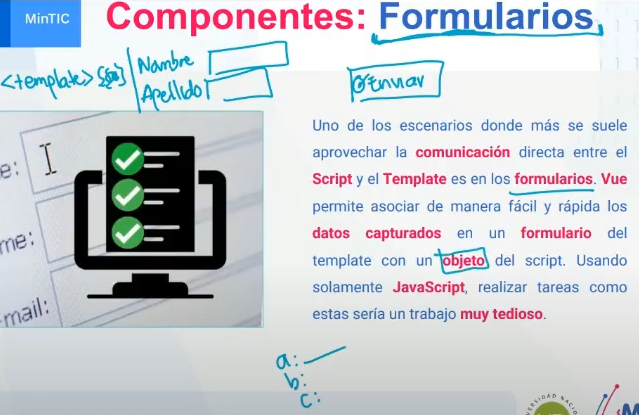 MinTIC
Componentes: Formularios
<template>
Nombre
Apellido
Enviar
Uno de los escenarios donde más se suele
aprovechar la comunicación directa entre el
Script y el Template es en los formularios. Vue
permite asociar de manera fácil y rápida los
datos capturados en un formulario del
template con un objeto del script. Usando
solamente JavaScript, realizar tareas como
estas sería un trabajo muy tedioso.
e:
me:
-mail:
a:
b:
c: